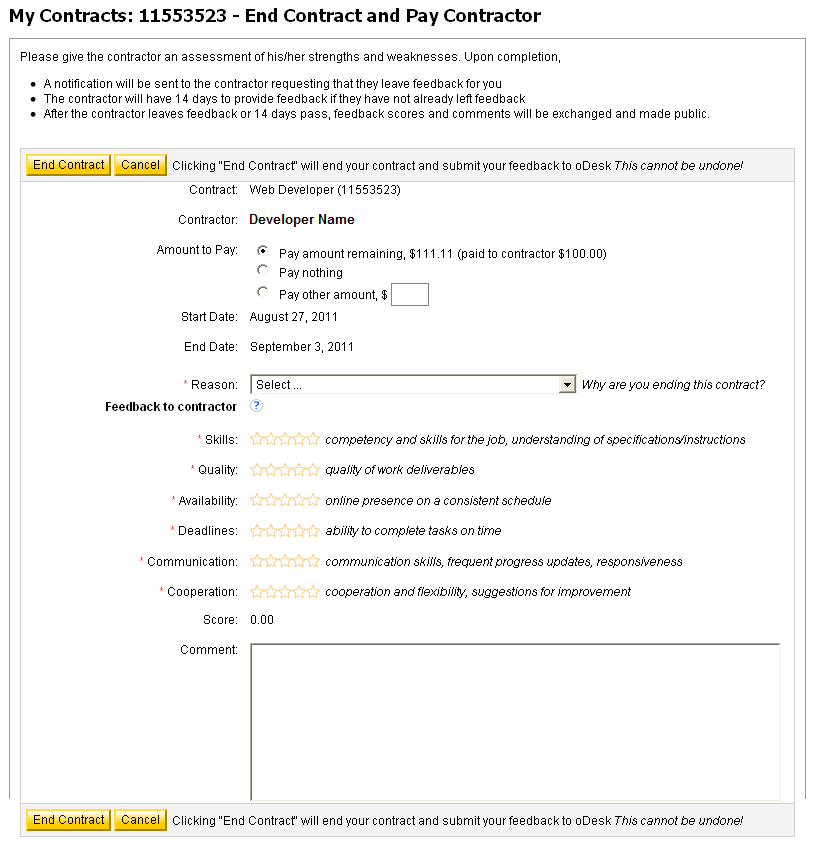 My Contracts: 11553523 - End Contract and Pay Contractor
Please give the contractor an assessment of his/her strengths and weaknesses. Upon completion,
• A notification will be sent to the contractor requesting that they leave feedback for you
• The contractor will have 14 days to provide feedback if they have not already left feedback
• After the contractor leaves feedback or 14 days pass, feedback scores and comments will be exchanged and made public.
End Contract Cancel Clicking "End Contract" will end your contract and submit your feedback to oDesk This cannot be undone!
Contract: Web Developer (11553523)
Contractor: Developer Name
Amount to Pay: Pay amount remaining, $111.11 (paid to contractor $100.00)
Pay nothing
Pay other amount, $
Start Date: August 27, 2011
End Date: September 3, 2011
* Reason: Select ... Why are you ending this contract?
Feedback to contractor ?
* Skills: competency and skills for the job, understanding of specifications/instructions
* Quality: quality of work deliverables
* Availability: online presence on a consistent schedule
* Deadlines: ability to complete tasks on time
* Communication: communication skills, frequent progress updates, responsiveness
* Cooperation: cooperation and flexibility, suggestions for improvement
Score: 0.00
Comment:
End Contract Cancel Clicking "End Contract" will end your contract and submit your feedback to oDesk This cannot be undone!